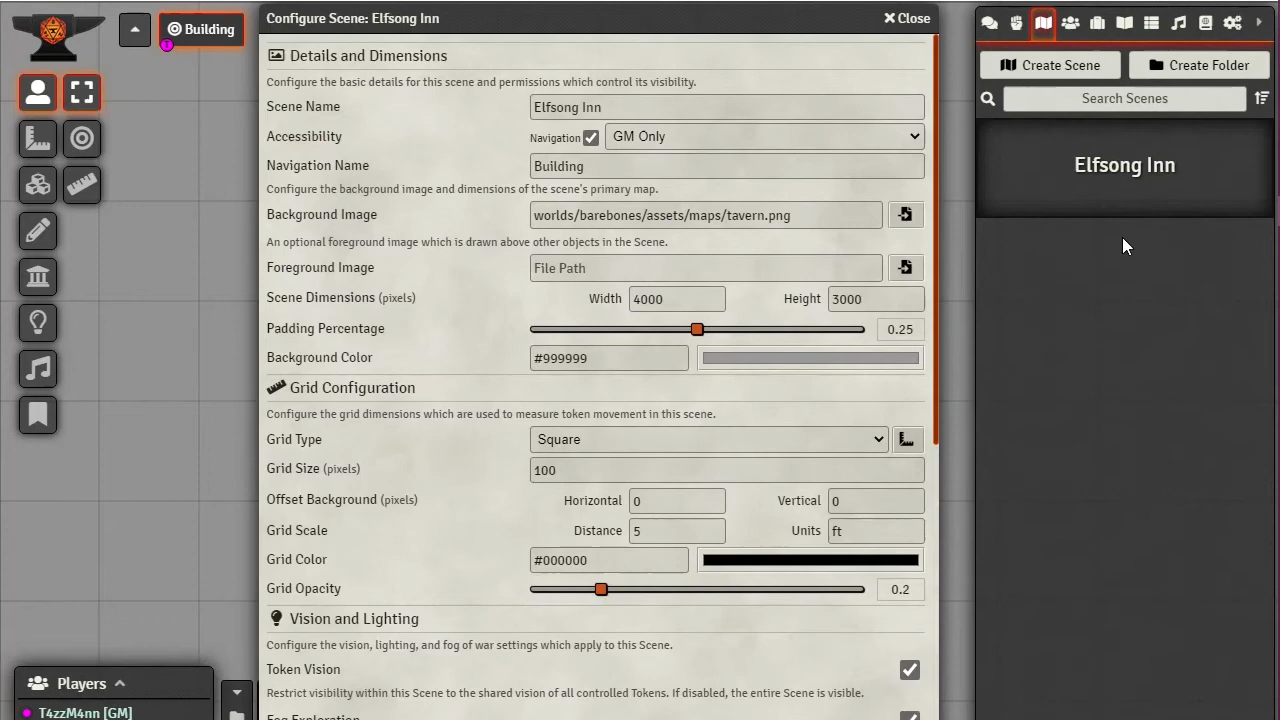 Building
Configure Scene: Elfsong Inn
Close
Details and Dimensions
Configure the basic details for this scene and permissions which control its visibility.
Scene Name Elfsong Inn
Accessibility Navigation GM Only
Navigation Name Building
Configure the background image and dimensions of the scene's primary map.
Background Image worlds/barebones/assets/maps/tavern.png
An optional foreground image which is drawn above other objects in the Scene.
Foreground Image File Path
Scene Dimensions (pixels) Width 4000 Height 3000
Padding Percentage 0.25
Background Color #999999
Grid Configuration
Configure the grid dimensions which are used to measure token movement in this scene.
Grid Type Square
Grid Size (pixels) 100
Offset Background (pixels) Horizontal 0 Vertical 0
Grid Scale Distance 5 Units ft
Grid Color #000000
Grid Opacity 0.2
Vision and Lighting
Configure the vision, lighting, and fog of war settings which apply to this Scene.
Token Vision
Restrict visibility within this Scene to the shared vision of all controlled Tokens. If disabled, the entire Scene is visible.
Fog Exploration
Create Scene Create Folder
Search Scenes
Elfsong Inn
Players
T4zzM4nn [GM]